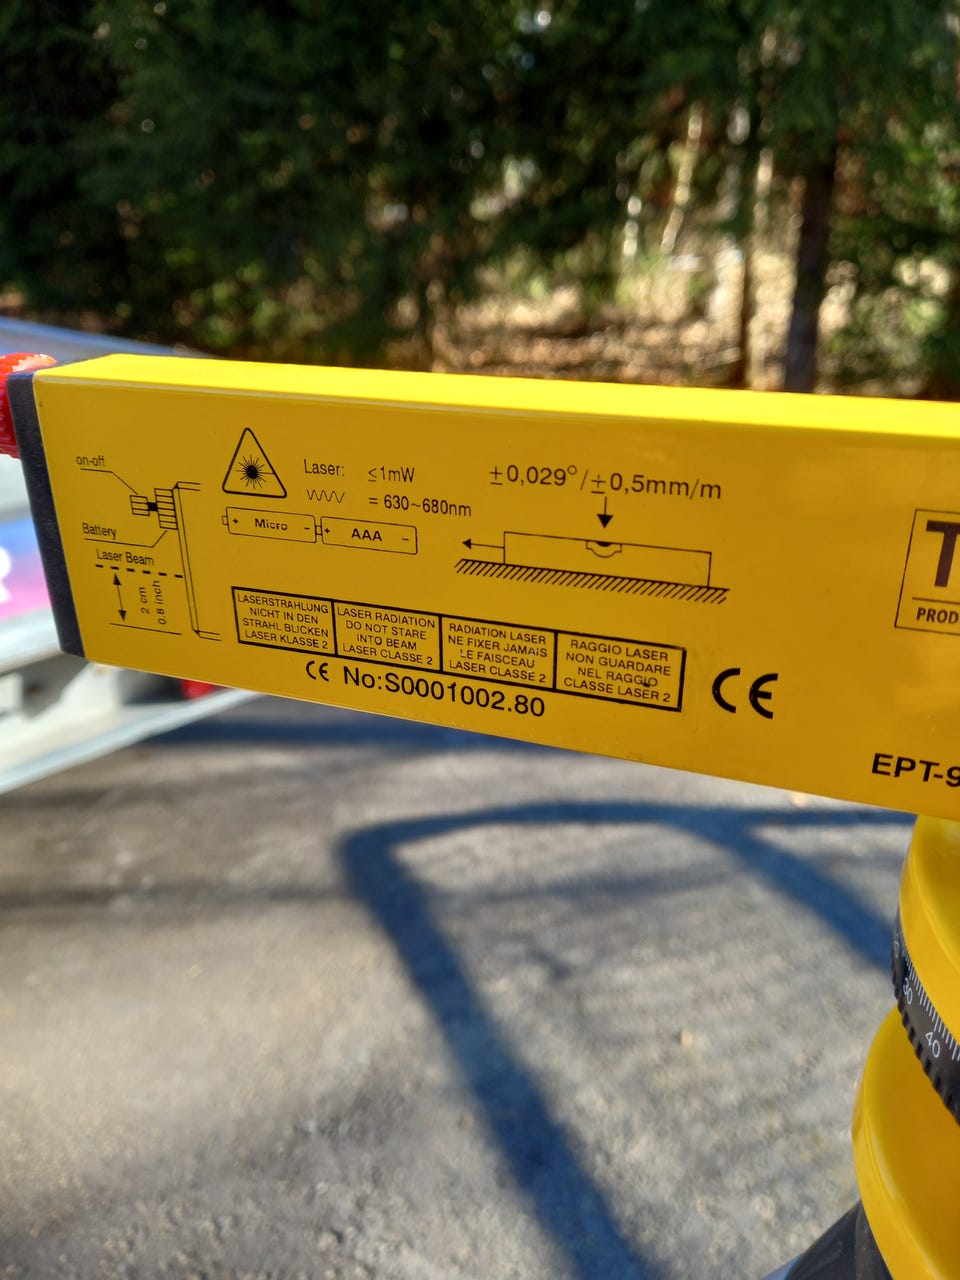 on-off
Battery
Laser Beam
2 cm
0.8 inch
Laser: ≤1mW
= 630~680nm
+ Micro -
+ AAA -
±0,029°/±0,5mm/m
LASERSTRAHLUNG
NICHT IN DEN
STRAHL BLICKEN
LASER KLASSE 2
LASER RADIATION
DO NOT STARE
INTO BEAM
LASER CLASSE 2
RADIATION LASER
NE FIXER JAMAIS
LE FAISCEAU
LASER CLASSE 2
RAGGIO LASER
NON GUARDARE
NEL RAGGIO
CLASSE LASER 2
CE No:S0001002.80
CE
T
PROD
EPT-9
30
40